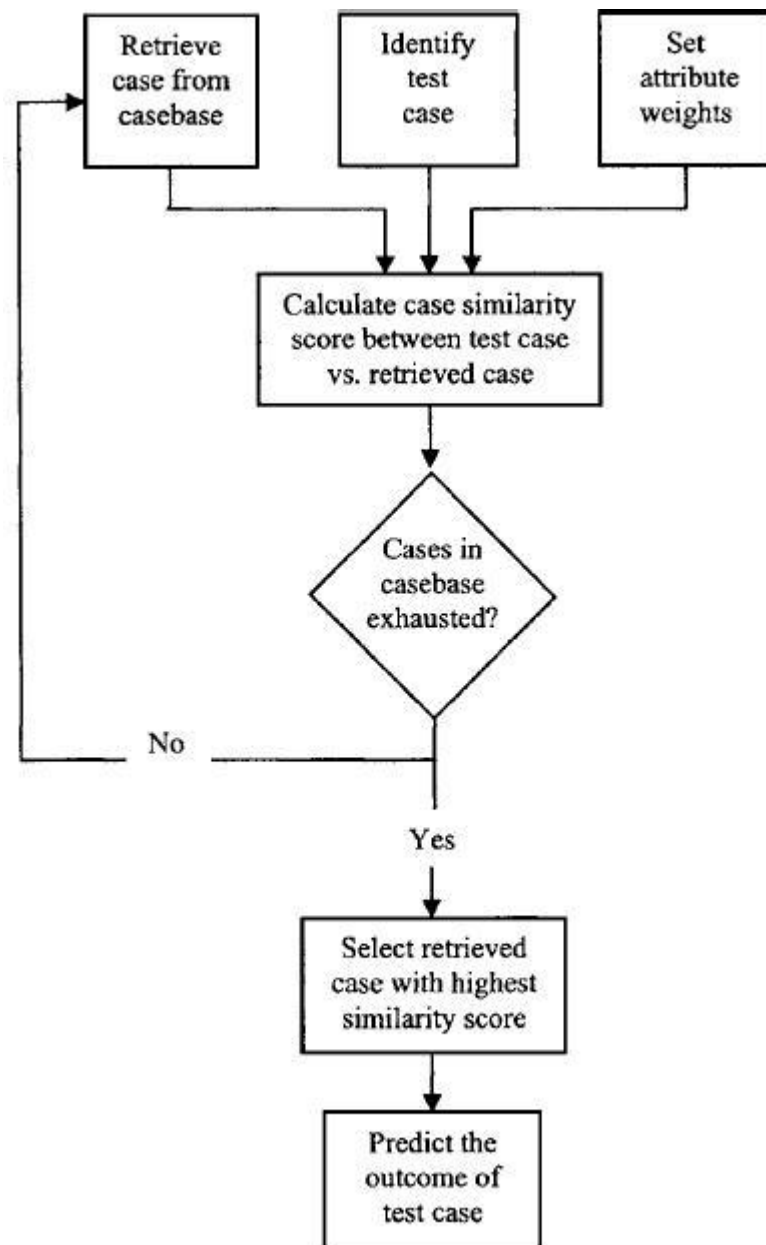 Retrieve
case from
casebase
Identify
test
case
Set
attribute
weights
Calculate case similarity
score between test case
vs. retrieved case
Cases in
casebase
exhausted?
No
Yes
Select retrieved
case with highest
similarity score
Predict the
outcome of
test case